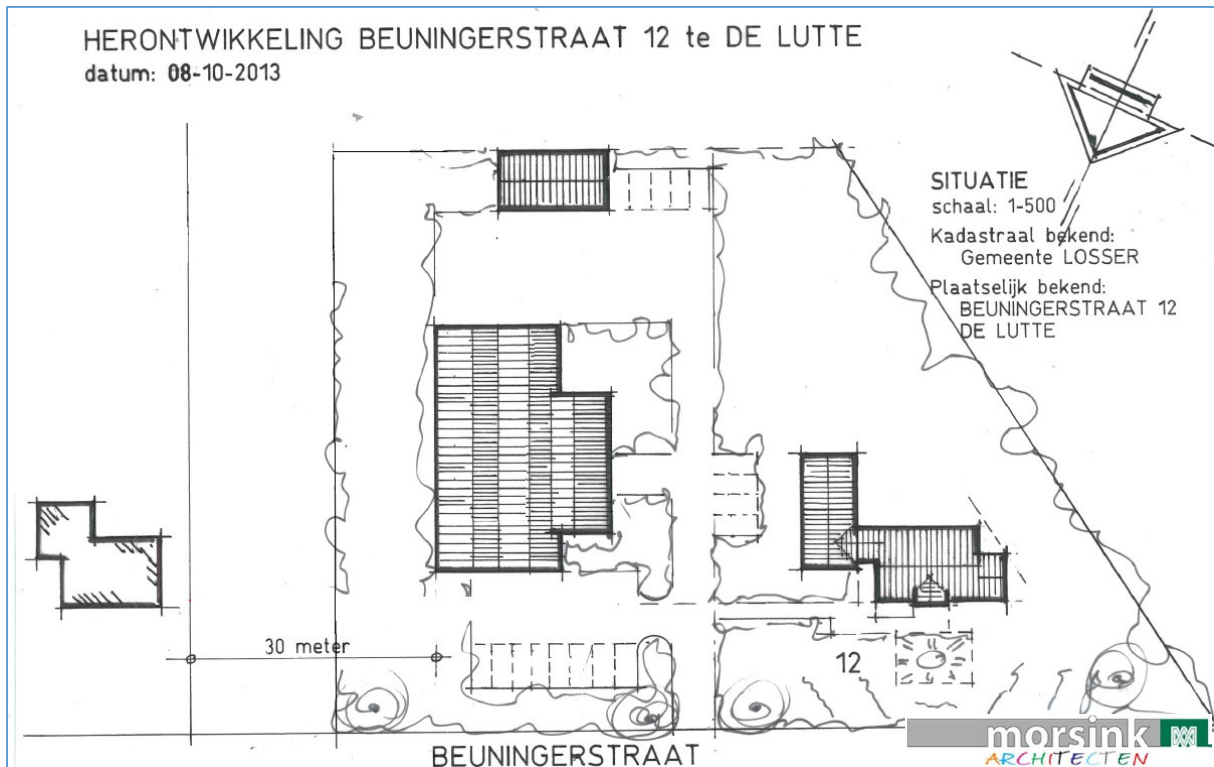 HERONTWIKKELING BEUNINGERSTRAAT 12 te DE LUTTE
datum: 08-10-2013
SITUATIE
schaal: 1-500
Kadastraal bekend:
Gemeente LOSSER
Plaatselijk bekend:
BEUNINGERSTRAAT 12
DE LUTTE
30 meter
12
BEUNINGERSTRAAT
morsink
ARCHITECTEN